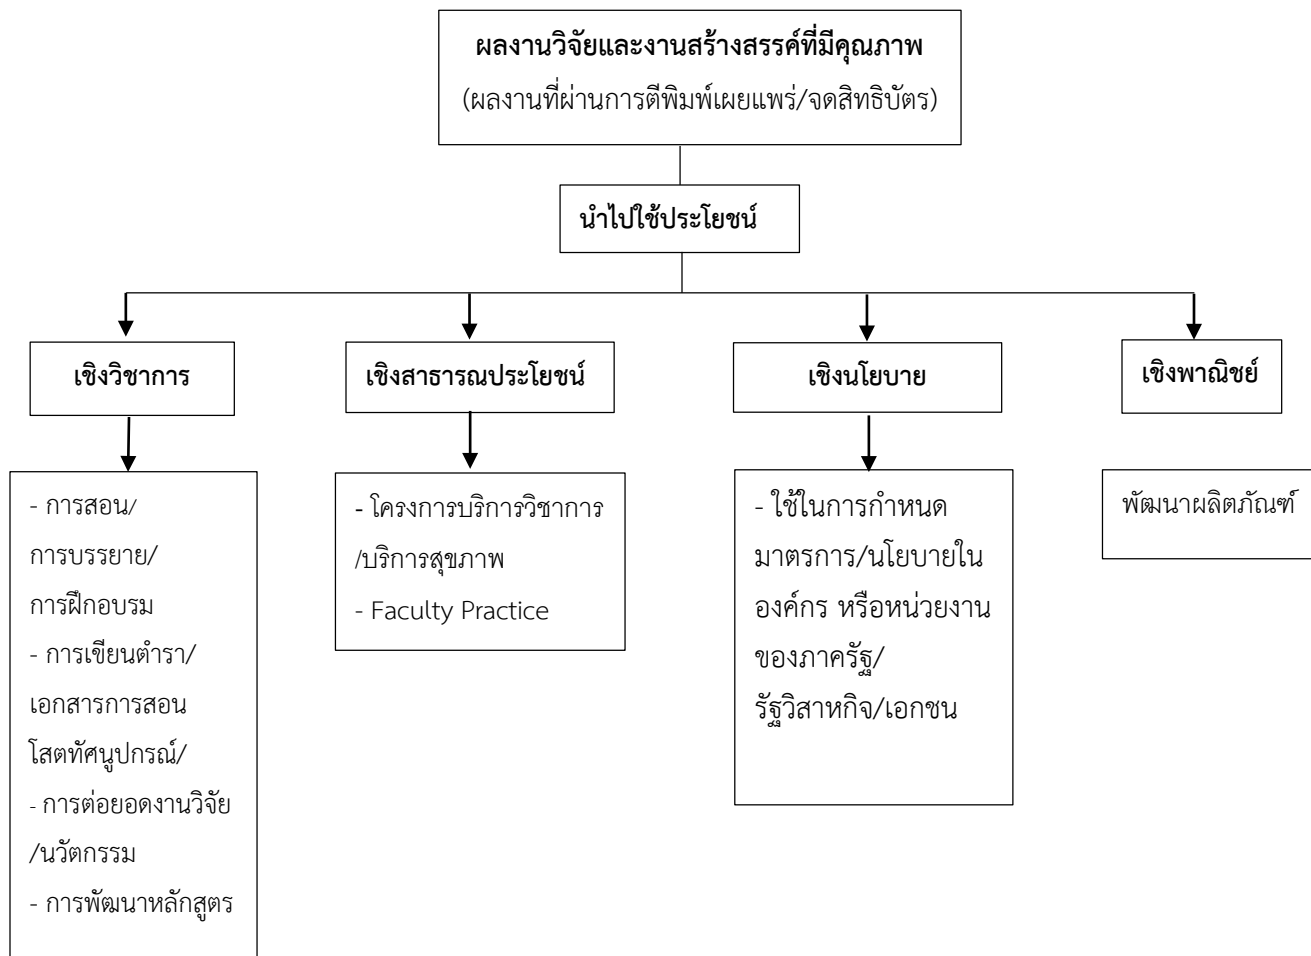 ผลงานวิจัยและงานสร้างสรรค์ที่มีคุณภาพ
(ผลงานที่ผ่านการตีพิมพ์เผยแพร่/จดสิทธิบัตร)
นำไปใช้ประโยชน์
เชิงวิชาการ
- การสอน/
การบรรยาย/
การฝึกอบรม
- การเขียนตำรา/
เอกสารการสอน
โสตทัศนูปกรณ์/
- การต่อยอดงานวิจัย
/นวัตกรรม
- การพัฒนาหลักสูตร
เชิงสาธารณประโยชน์
- โครงการบริการวิชาการ
/บริการสุขภาพ
- Faculty Practice
เชิงนโยบาย
- ใช้ในการกำหนด
มาตรการ/นโยบายใน
องค์กร หรือหน่วยงาน
ของภาครัฐ/
รัฐวิสาหกิจ/เอกชน
เชิงพาณิชย์
พัฒนาผลิตภัณฑ์